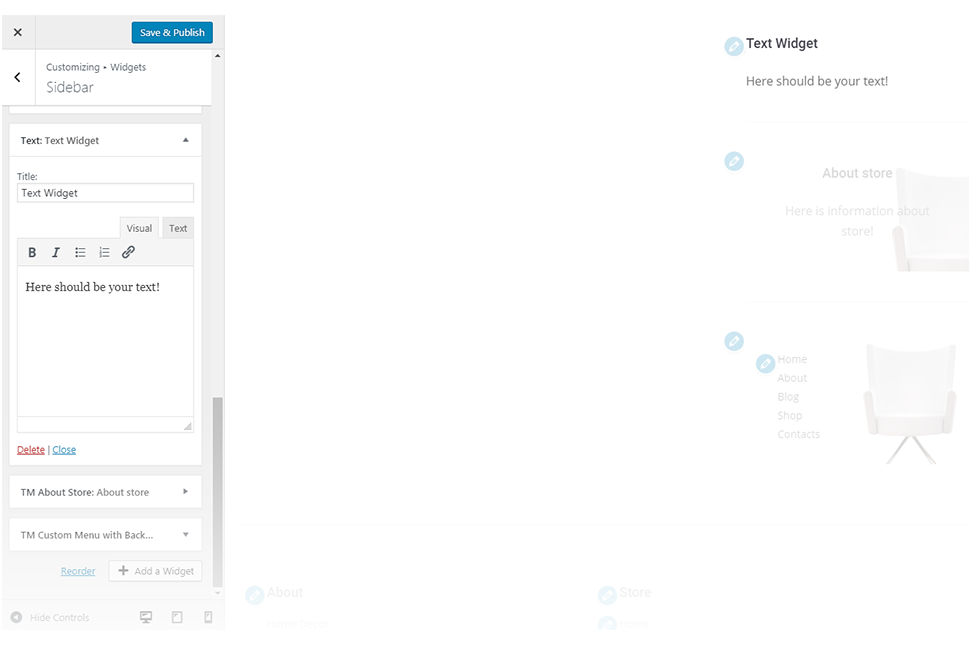 Save & Publish
Customizing ▸ Widgets
Sidebar
Text: Text Widget
Title:
Text Widget
Visual
Text
B
I
Here should be your text!
Delete | Close
TM About Store: About store
TM Custom Menu with Back...
Reorder
Add a Widget
Hide Controls
Text Widget
Here should be your text!
About store
Here is information about
store!
Home
About
Blog
Shop
Contacts
About
Store